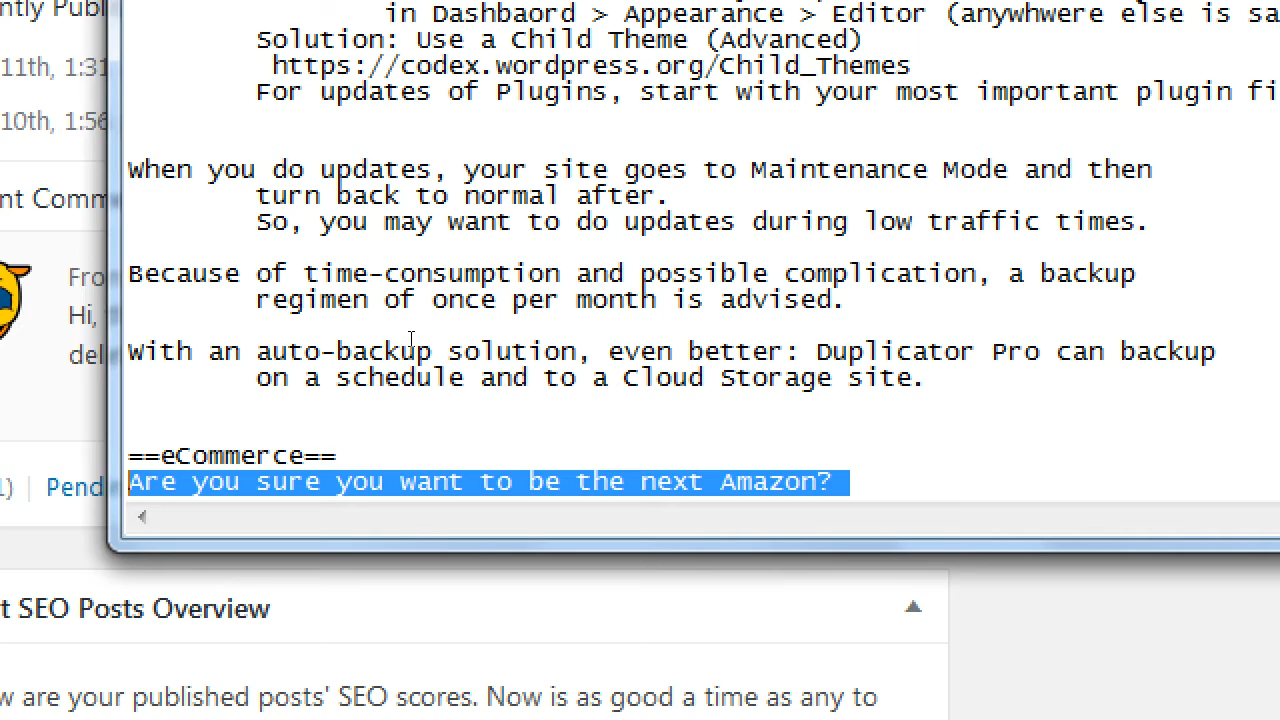 ntly Publ
in Dashbaord > Appearance > Editor (anywhwere else is sa
Solution: Use a Child Theme (Advanced)
11th, 1:31
https://codex.wordpress.org/Child_Themes
For updates of Plugins, start with your most important plugin fi
10th, 1:56
When you do updates, your site goes to Maintenance Mode and then
nt Comm
turn back to normal after.
So, you may want to do updates during low traffic times.
Fro
Because of time-consumption and possible complication, a backup
regimen of once per month is advised.
Hi,
del
With an auto-backup solution, even better: Duplicator Pro can backup
on a schedule and to a Cloud Storage site.
==eCommerce==
) | Pend
Are you sure you want to be the next Amazon?
t SEO Posts Overview
w are your published posts' SEO scores. Now is as good a time as any to